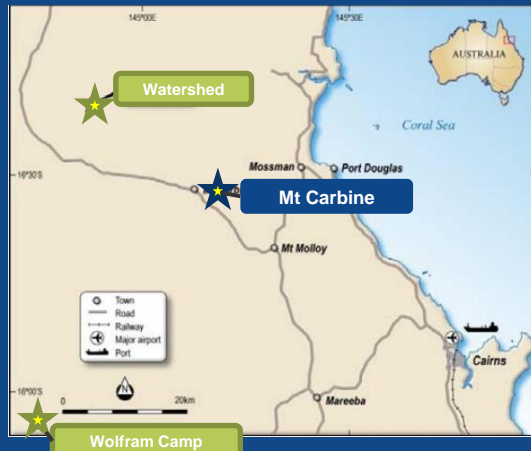 145°00'S
145°30'S
AUSTRALIA
Watershed
Coral Sea
Mossman
Port Douglas
16°30'S
Mt Carbine
Mt Molloy
Town
Road
Railway
Major airport
Port
Cairns
16°00'S
0 20km
Mareeba
Wolfram Camp